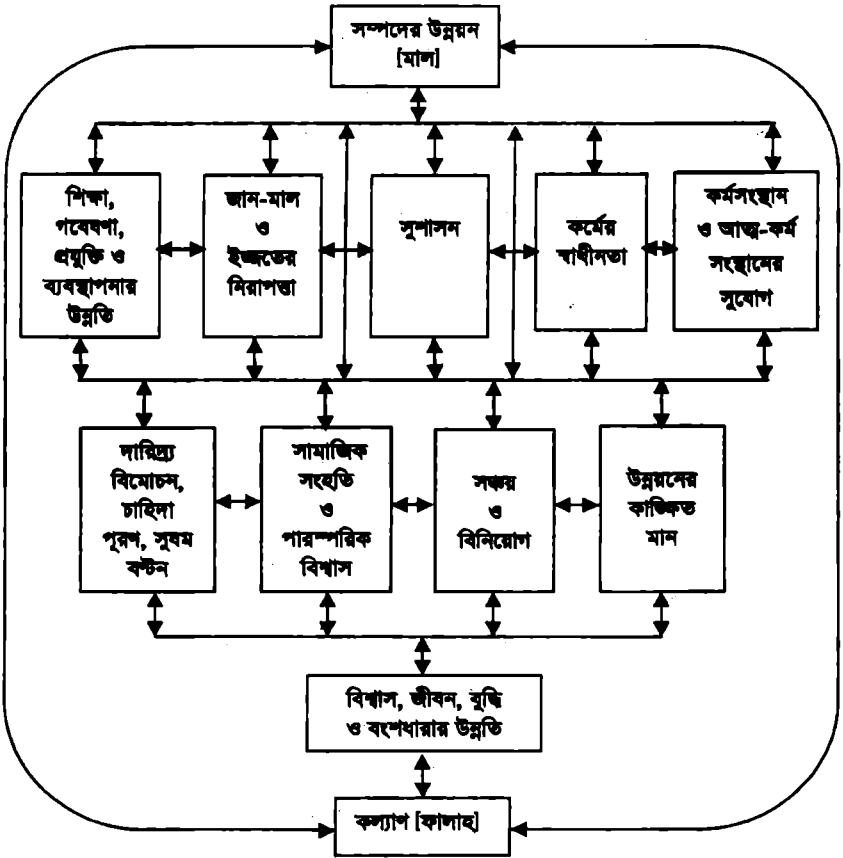 সম্পদের উন্নয়ন
[মাল]
শিক্ষা,
গবেষণা,
প্রযুক্তি ও
ব্যবস্থাপনার
উন্নতি
জান-মাল
ও
ইজ্জতের
নিরাপত্তা
সুশাসন
কর্মের
স্বাধীনতা
কর্মসংস্থান
ও আত্ম-কর্ম
সংস্থানের
সুযোগ
দারিদ্র্য
বিমোচন,
চাহিদা
পূরণ, সুষম
বণ্টন
সামাজিক
সংহতি
ও
পারস্পরিক
বিশ্বাস
সঞ্চয়
ও
বিনিয়োগ
উন্নয়নের
কাঙ্ক্ষিত
মান
বিশ্বাস, জীবন, বুদ্ধি
ও বংশধারার উন্নতি
কল্যাণ [ফালাহ]